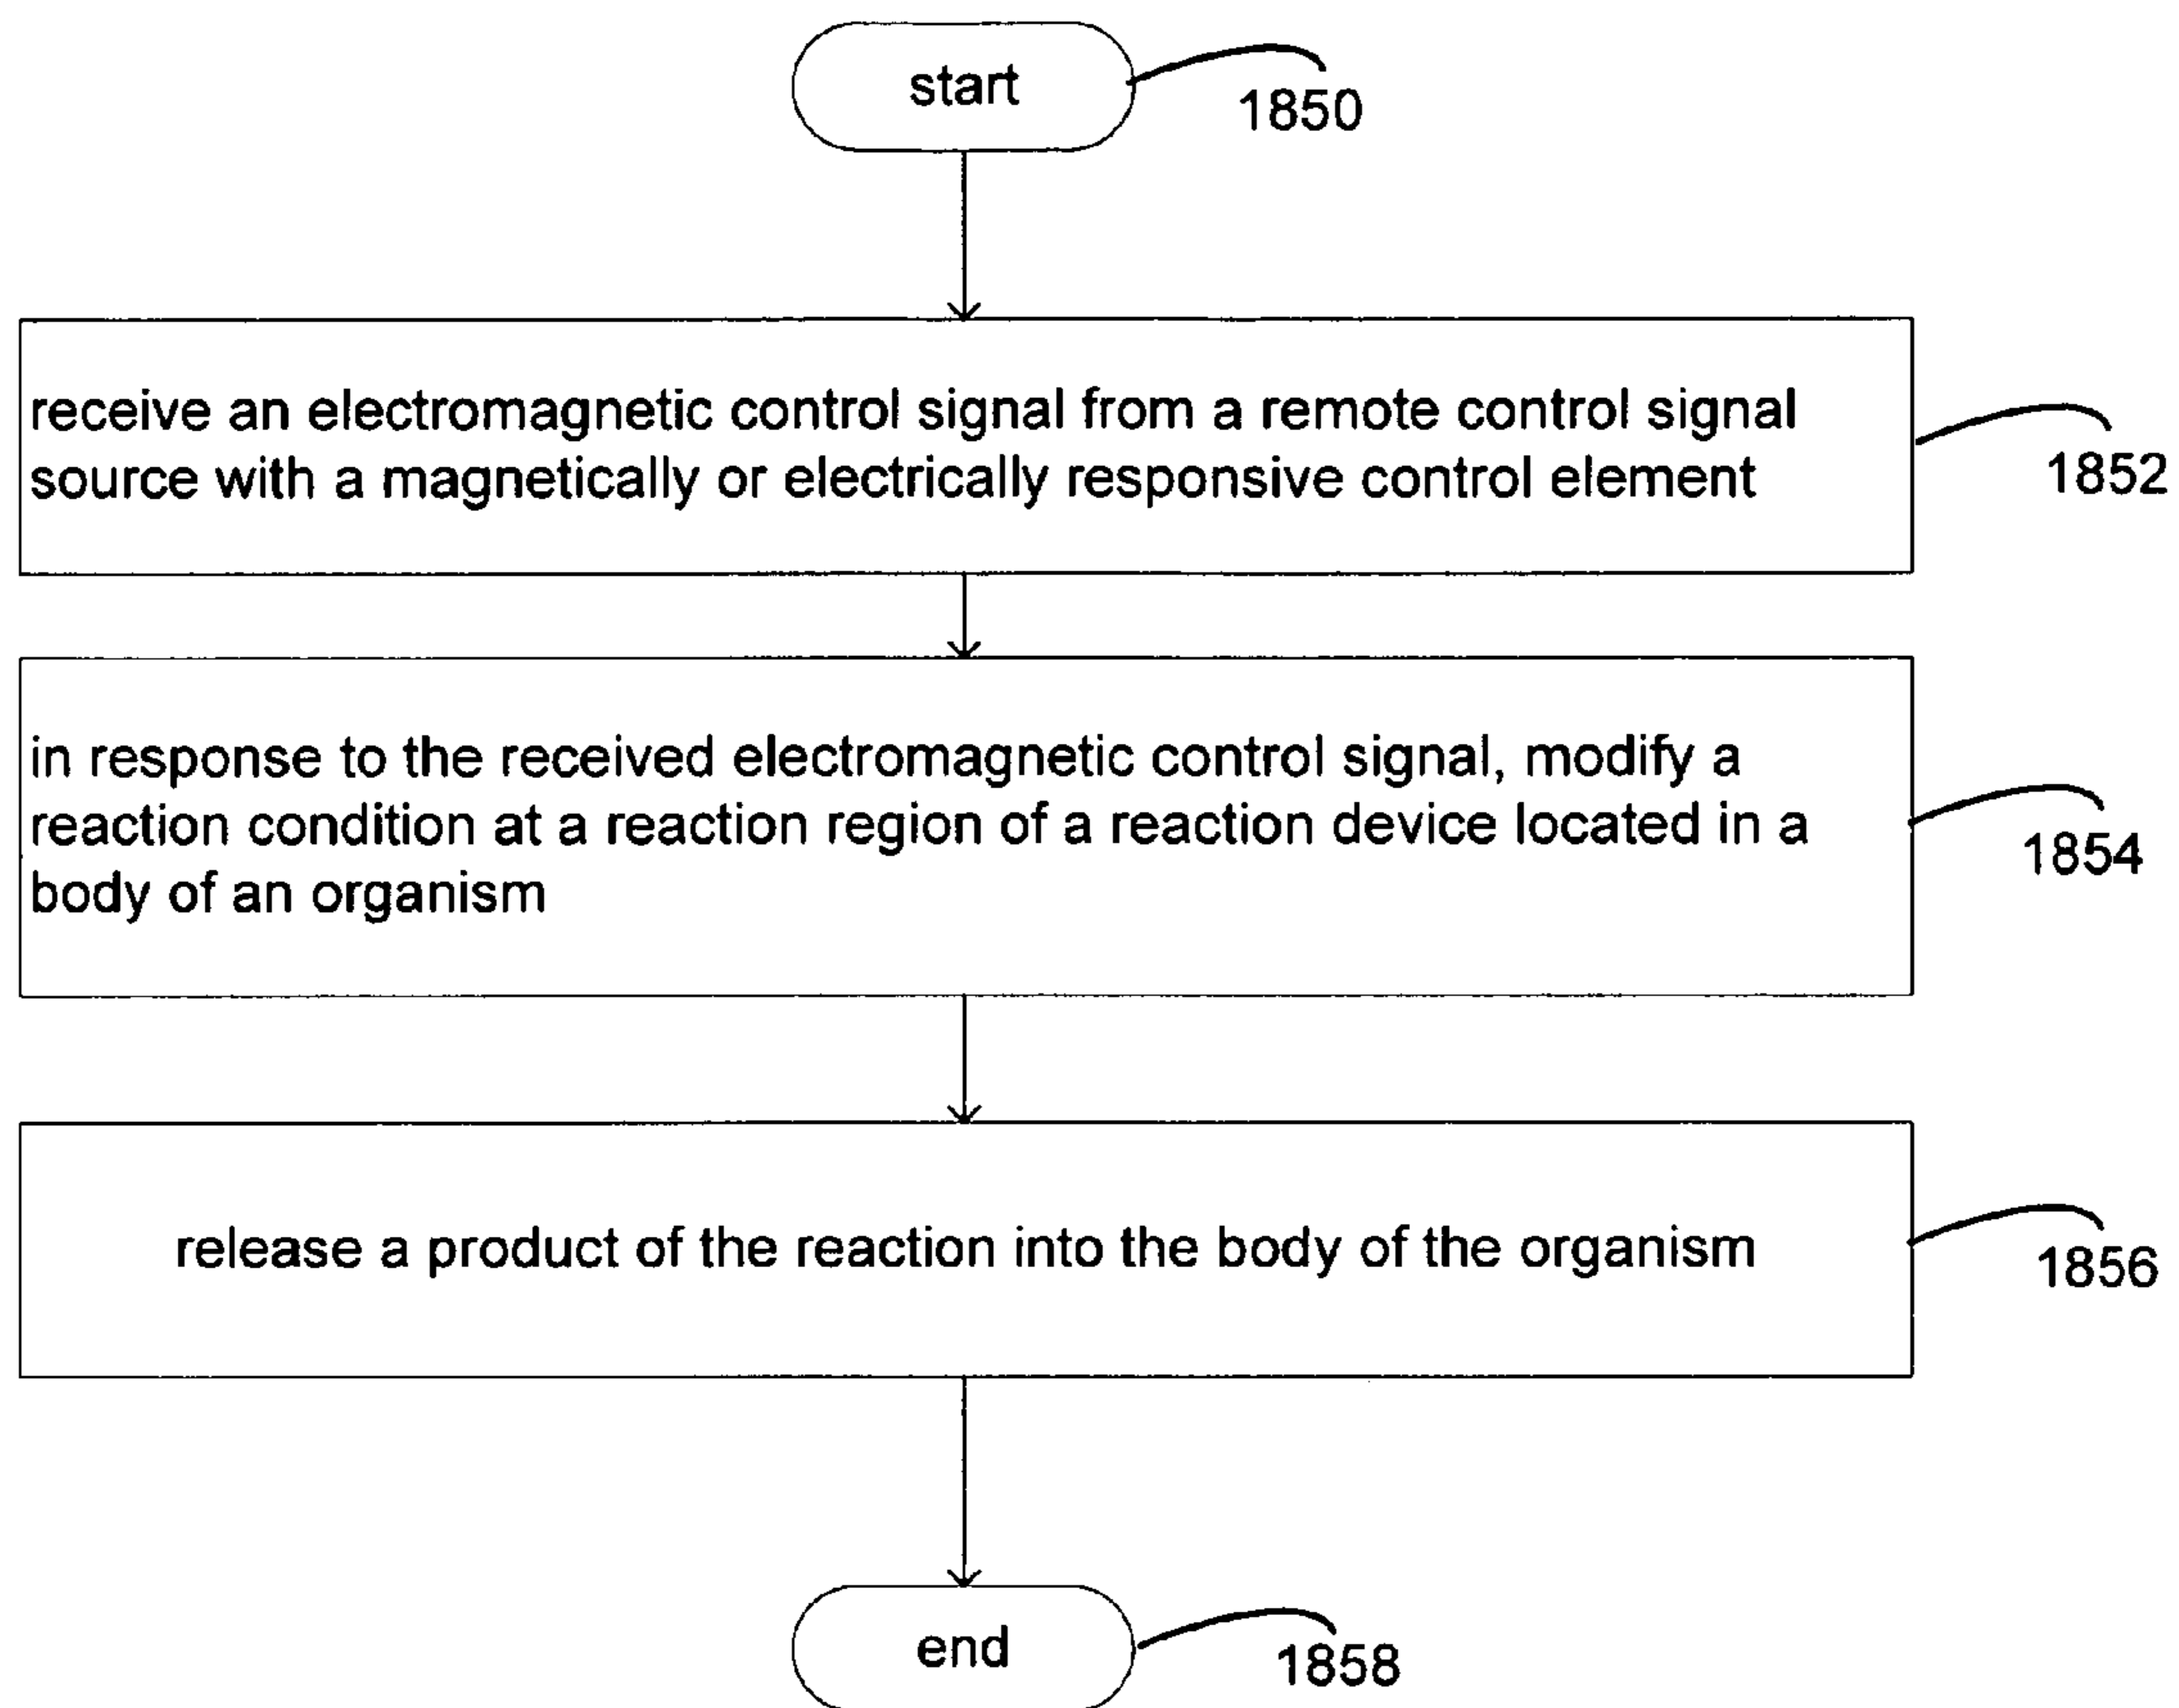 start
1850
receive an electromagnetic control signal from a remote control signal
source with a magnetically or electrically responsive control element
1852
in response to the received electromagnetic control signal, modify a
reaction condition at a reaction region of a reaction device located in a
body of an organism
1854
release a product of the reaction into the body of the organism
1856
end
1858